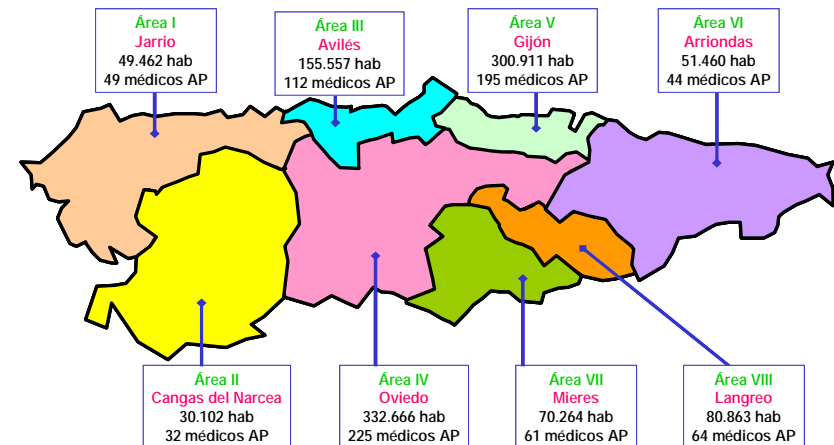 Área I
Jarrio
49.462 hab
49 médicos AP
Área III
Avilés
155.557 hab
112 médicos AP
Área V
Gijón
300.911 hab
195 médicos AP
Área VI
Arriondas
51.460 hab
44 médicos AP
Área II
Cangas del Narcea
30.102 hab
32 médicos AP
Área IV
Oviedo
332.666 hab
225 médicos AP
Área VII
Mieres
70.264 hab
61 médicos AP
Área VIII
Langreo
80.863 hab
64 médicos AP